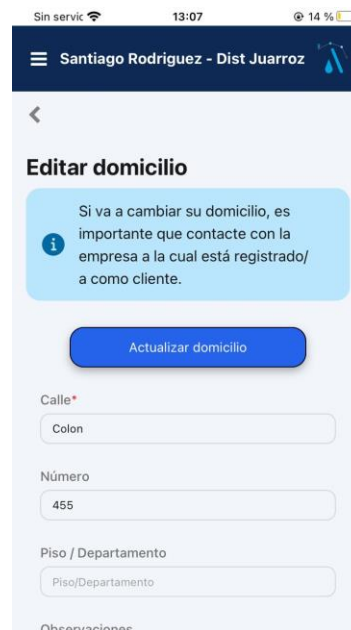 Sin servic 13:07 14 %
Santiago Rodriguez - Dist Juarroz
Editar domicilio
Si va a cambiar su domicilio, es
importante que contacte con la
empresa a la cual está registrado/
a como cliente.
Actualizar domicilio
Calle*
Colon
Número
455
Piso / Departamento
Piso/Departamento
Observaciones